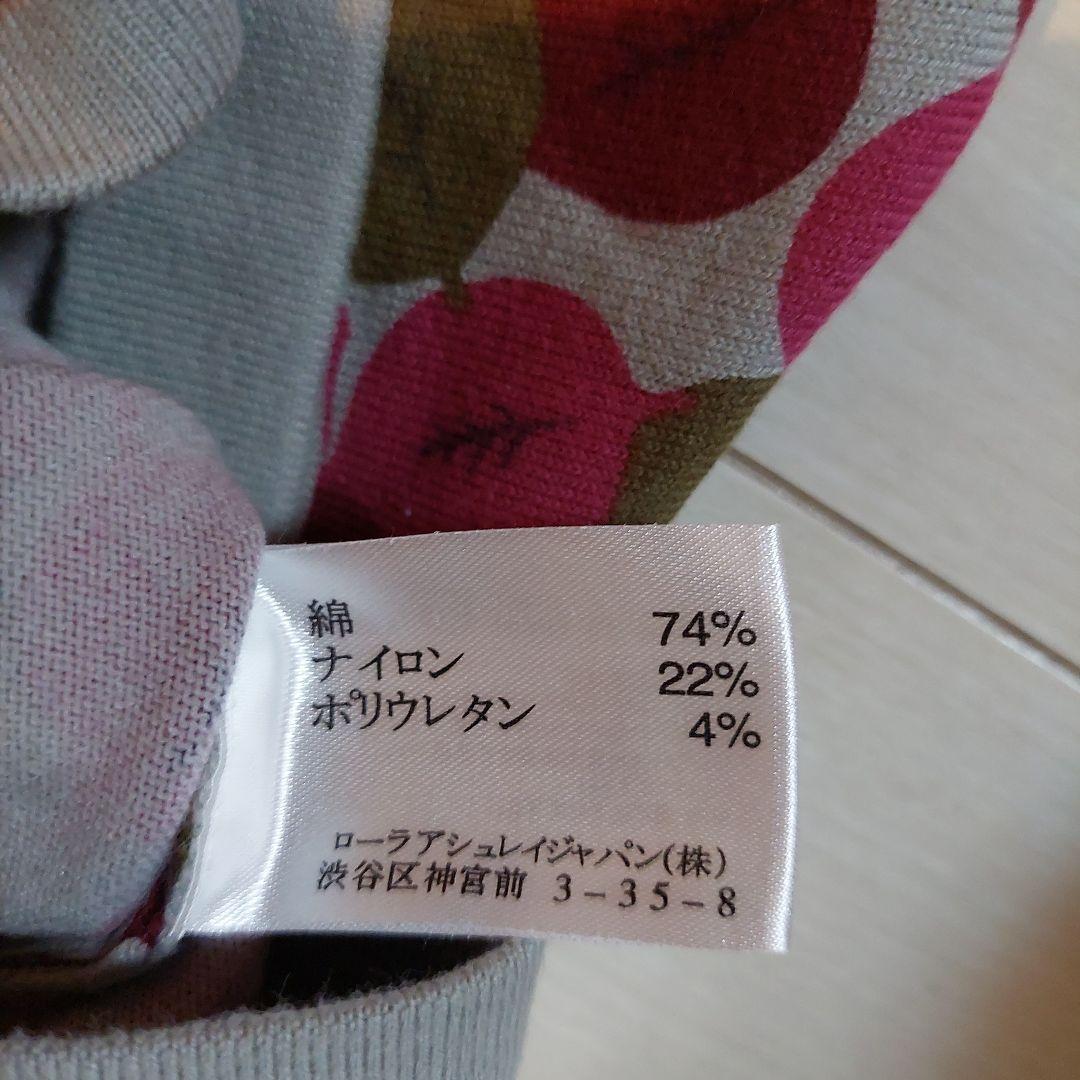 綿 74%
ナイロン 22%
ポリウレタン 4%
ローラアシュレイジャパン(株)
渋谷区神宮前 3-35-8